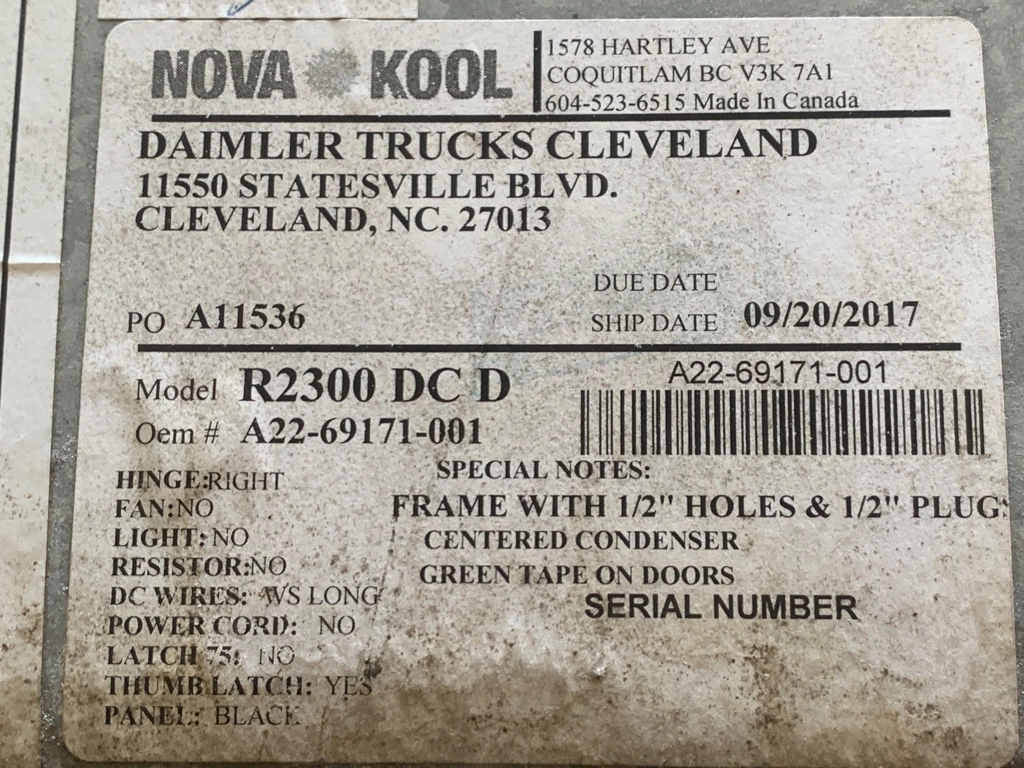 NOVA KOOL
1578 HARTLEY AVE
COQUITLAM BC V3K 7A1
604-523-6515 Made In Canada
DAIMLER TRUCKS CLEVELAND
11550 STATESVILLE BLVD.
CLEVELAND, NC. 27013
DUE DATE
PO A11536
SHIP DATE 09/20/2017
Model R2300 DC D
Oem # A22-69171-001
A22-69171-001
HINGE:RIGHT
FAN:NO
LIGHT: NO
RESISTOR:NO
DC WIRES: WS LONG
POWER CORD: NO
LATCH 75: NO
THUMB LATCH: YES
PANEL: BLACK
SPECIAL NOTES:
FRAME WITH 1/2" HOLES & 1/2" PLUGS
CENTERED CONDENSER
GREEN TAPE ON DOORS
SERIAL NUMBER